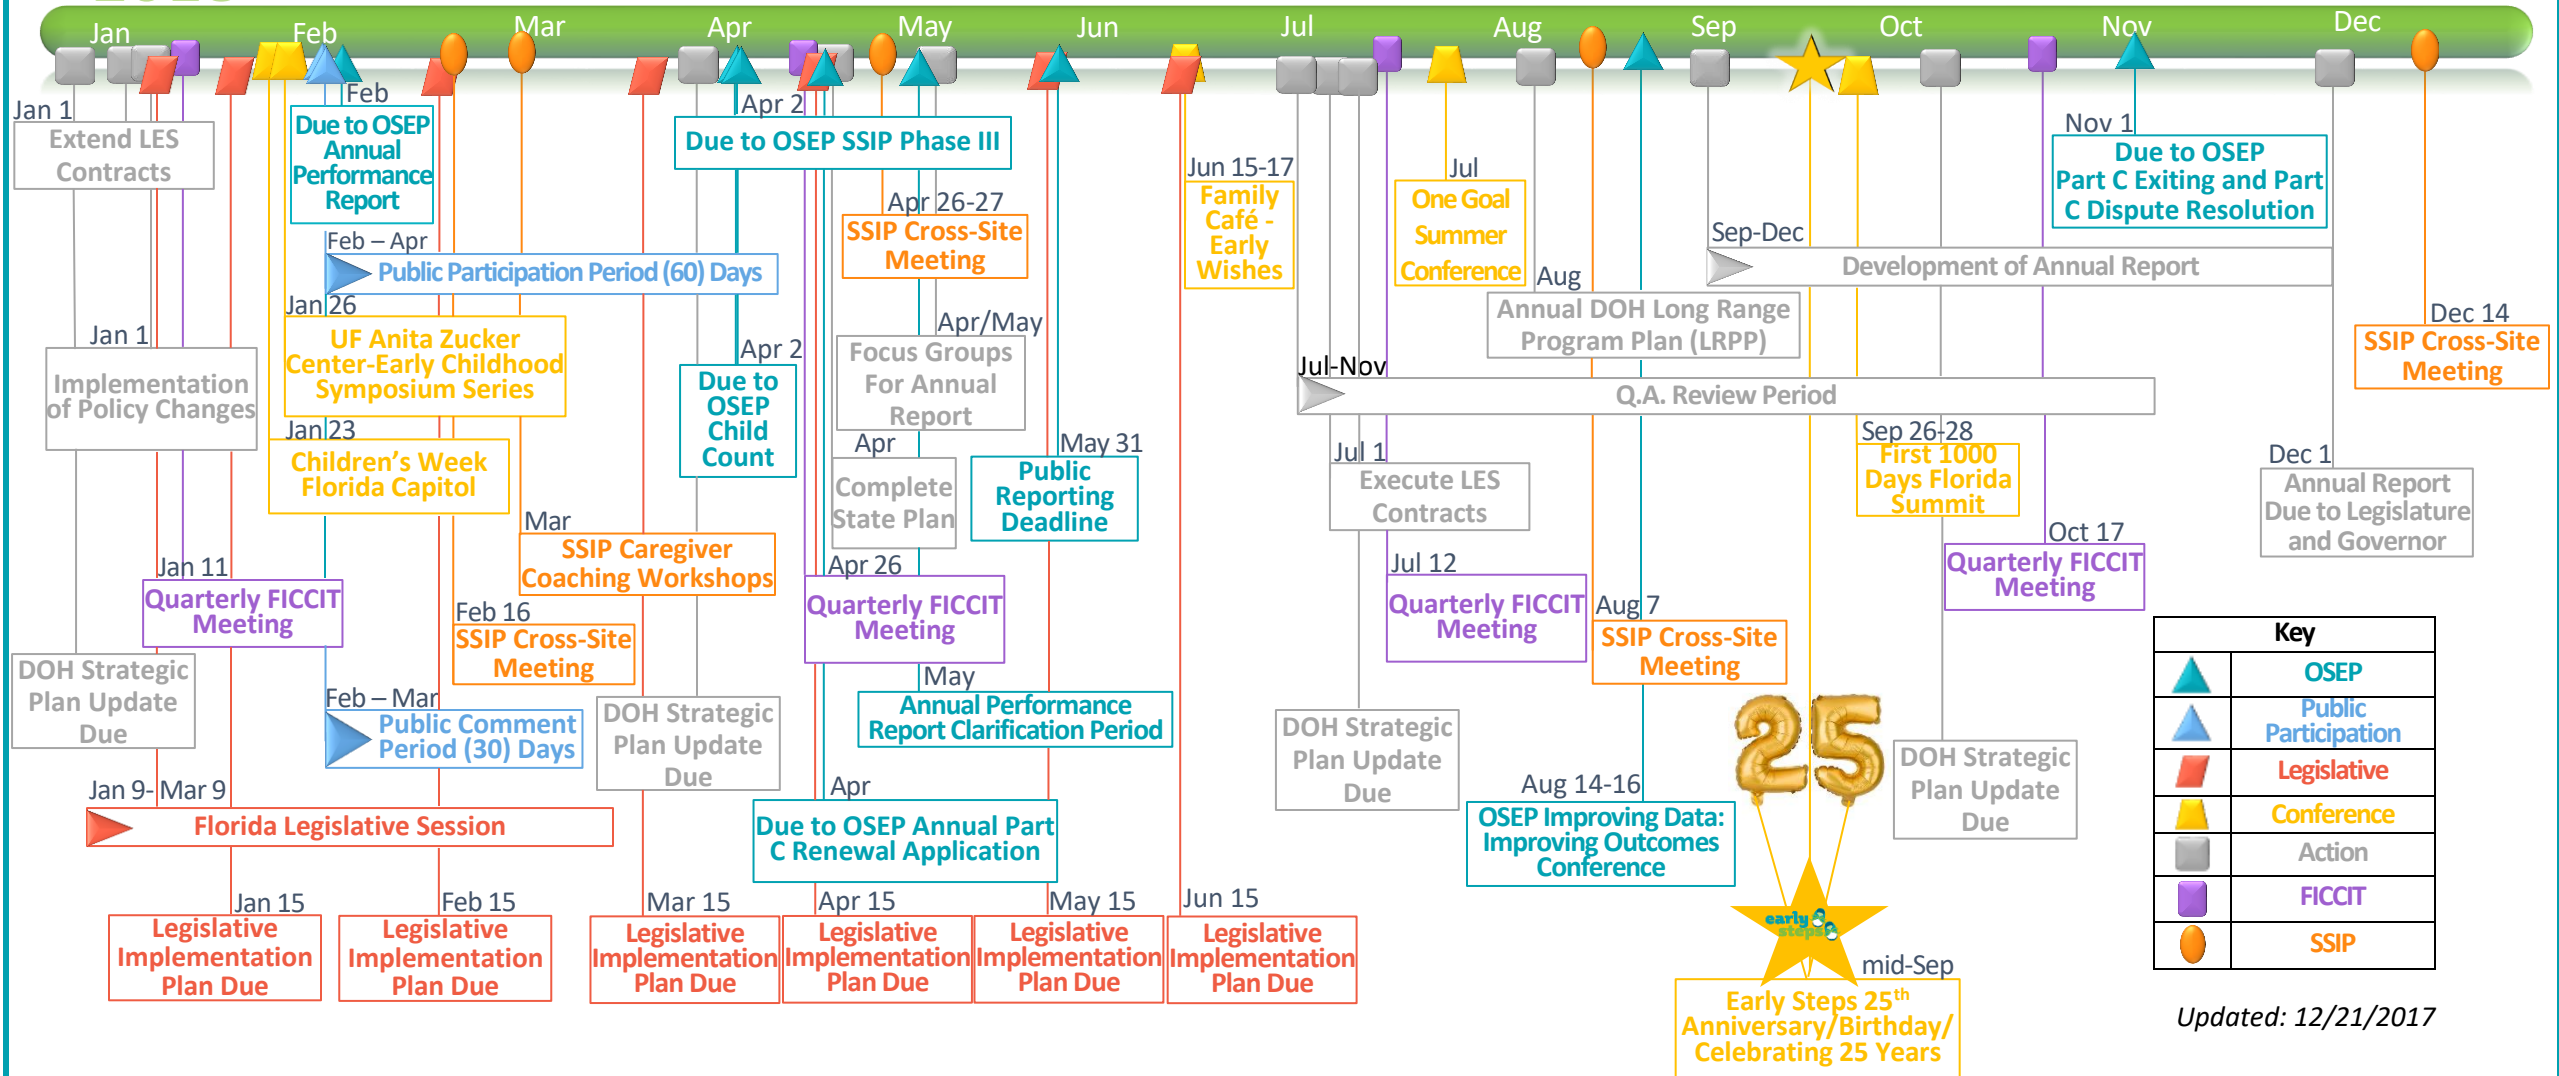 Jan
Feb
Mar
Apr
May
Jun
Jul
Aug
Sep
Oct
Nov
Dec
Jan 1
Extend LES
Contracts
Feb
Due to OSEP
Annual
Performance
Report
Feb – Apr
Public Participation Period (60) Days
Jan 26
UF Anita Zucker
Center-Early Childhood
Symposium Series
Jan 1
Implementation
of Policy Changes
Jan 23
Children's Week
Florida Capitol
Jan 11
Quarterly FICCIT
Meeting
DOH Strategic
Plan Update
Due
Feb – Mar
Public Comment
Period (30) Days
Jan 9- Mar 9
Florida Legislative Session
Jan 15
Legislative
Implementation
Plan Due
Feb 15
Legislative
Implementation
Plan Due
Mar
SSIP Caregiver
Coaching Workshops
Feb 16
SSIP Cross-Site
Meeting
Apr 2
Due to OSEP SSIP Phase III
Apr 2
Due to
OSEP
Child
Count
DOH Strategic
Plan Update
Due
Mar 15
Legislative
Implementation
Plan Due
Apr 26-27
SSIP Cross-Site
Meeting
Apr/May
Focus Groups
For Annual
Report
Apr
Complete
State Plan
Apr 26
Quarterly FICCIT
Meeting
May
Annual Performance
Report Clarification Period
Apr
Due to OSEP Annual Part
C Renewal Application
Apr 15
Legislative
Implementation
Plan Due
May 31
Public
Reporting
Deadline
May 15
Legislative
Implementation
Plan Due
Jun 15-17
Family
Café -
Early
Wishes
Jun 15
Legislative
Implementation
Plan Due
Jul
One Goal
Summer
Conference
Jul-Nov
Q.A. Review Period
Jul 1
Execute LES
Contracts
Jul 12
Quarterly FICCIT
Meeting
DOH Strategic
Plan Update
Due
Aug
Annual DOH Long Range
Program Plan (LRPP)
Aug 7
SSIP Cross-Site
Meeting
Aug 14-16
OSEP Improving Data:
Improving Outcomes
Conference
Sep-Dec
Development of Annual Report
Sep 26-28
First 1000
Days Florida
Summit
25
early
steps
mid-Sep
Early Steps 25th
Anniversary/Birthday/
Celebrating 25 Years
DOH Strategic
Plan Update
Due
Oct 17
Quarterly FICCIT
Meeting
Nov 1
Due to OSEP
Part C Exiting and Part
C Dispute Resolution
Dec 14
SSIP Cross-Site
Meeting
Dec 1
Annual Report
Due to Legislature
and Governor
Key
OSEP
Public
Participation
Legislative
Conference
Action
FICCIT
SSIP
Updated: 12/21/2017